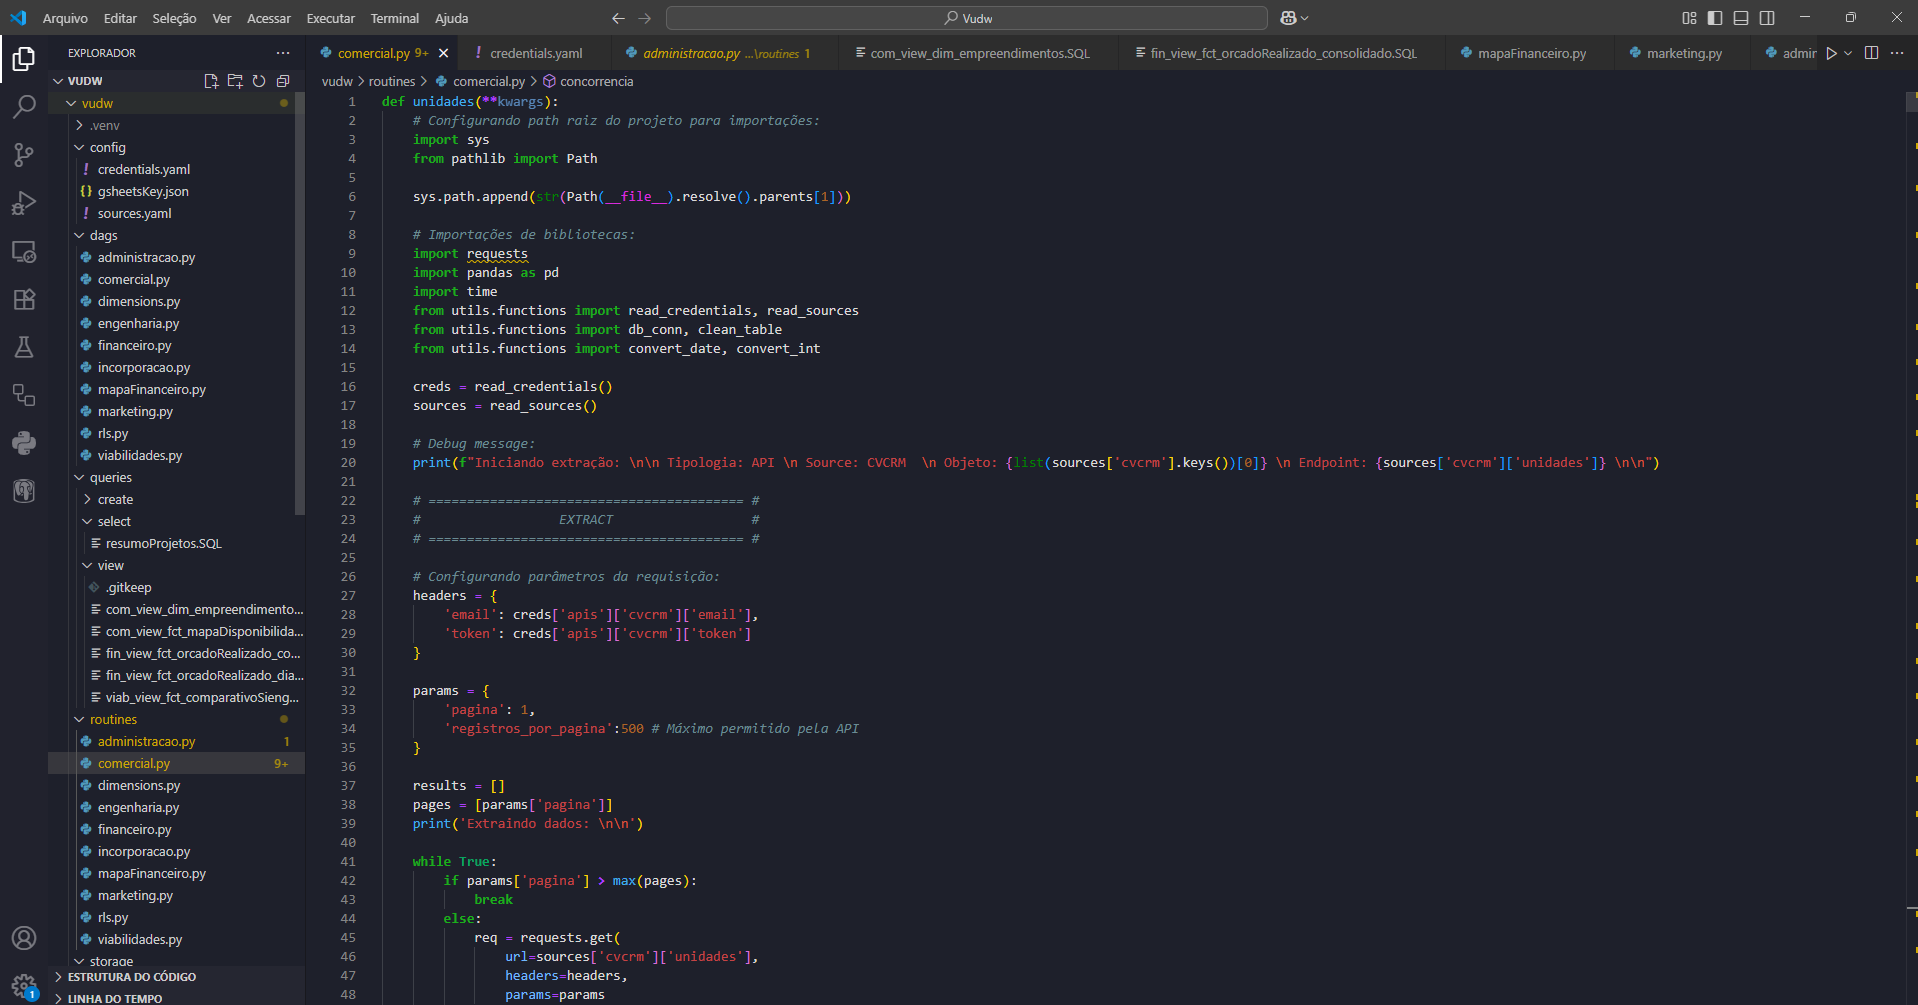 Arquivo Editar Seleção Ver Acessar Executar Terminal Ajuda
Vudw
EXPLORADOR
VUDW
vudw
.venv
config
credentials.yaml
gsheetsKey.json
sources.yaml
dags
administracao.py
comercial.py
dimensions.py
engenharia.py
financeiro.py
incorporacao.py
mapaFinanceiro.py
marketing.py
rls.py
viabilidades.py
queries
create
select
resumoProjetos.SQL
view
.gitkeep
com_view_dim_empreendimento...
com_view_fct_mapaDisponibilida...
fin_view_fct_orcadoRealizado_co...
fin_view_fct_orcadoRealizado_dia...
viab_view_fct_comparativoSieng...
routines
administracao.py 1
comercial.py 9+
dimensions.py
engenharia.py
financeiro.py
incorporacao.py
mapaFinanceiro.py
marketing.py
rls.py
viabilidades.py
storage
ESTRUTURA DO CÓDIGO
LINHA DO TEMPO
1
comercial.py 9+ credentials.yaml administracao.py ...\routines 1 com_view_dim_empreendimentos.SQL fin_view_fct_orcadoRealizado_consolidado.SQL mapaFinanceiro.py marketing.py admir
vudw > routines > comercial.py > concorrencia
1 def unidades(**kwargs):
2 # Configurando path raiz do projeto para importações:
3 import sys
4 from pathlib import Path
5
6 sys.path.append(str(Path(__file__).resolve().parents[1]))
7
8 # Importações de bibliotecas:
9 import requests
10 import pandas as pd
11 import time
12 from utils.functions import read_credentials, read_sources
13 from utils.functions import db_conn, clean_table
14 from utils.functions import convert_date, convert_int
15
16 creds = read_credentials()
17 sources = read_sources()
18
19 # Debug message:
20 print(f"Iniciando extração: \n\n Tipologia: API \n Source: CVCRM  \n Objeto: {list(sources['cvcrm'].keys())[0]} \n Endpoint: {sources['cvcrm']['unidades']} \n\n")
21
22 # ========================================= #
23 # EXTRACT #
24 # ========================================= #
25
26 # Configurando parâmetros da requisição:
27 headers = {
28 'email': creds['apis']['cvcrm']['email'],
29 'token': creds['apis']['cvcrm']['token']
30 }
31
32 params = {
33 'pagina': 1,
34 'registros_por_pagina':500 # Máximo permitido pela API
35 }
36
37 results = []
38 pages = [params['pagina']]
39 print('Extraindo dados: \n\n')
40
41 while True:
42 if params['pagina'] > max(pages):
43 break
44 else:
45 req = requests.get(
46 url=sources['cvcrm']['unidades'],
47 headers=headers,
48 params=params